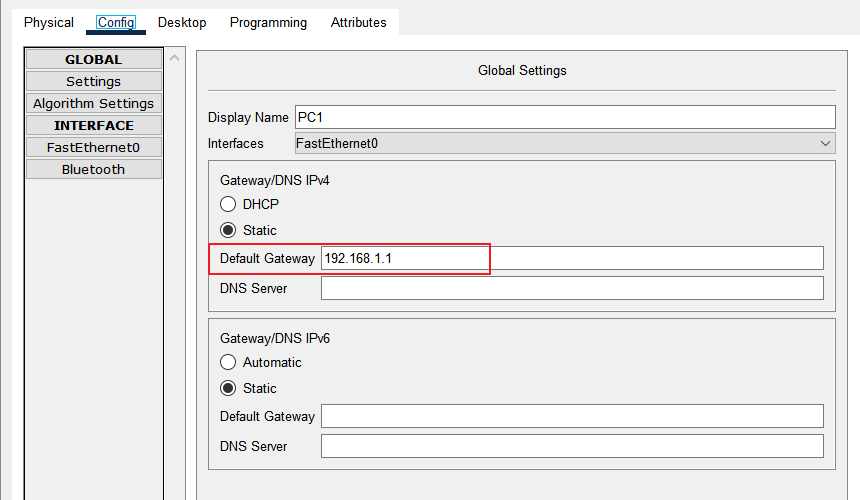 Physical Config Desktop Programming Attributes
GLOBAL
Settings
Algorithm Settings
INTERFACE
FastEthernet0
Bluetooth
Global Settings
Display Name PC1
Interfaces FastEthernet0
Gateway/DNS IPv4
DHCP
Static
Default Gateway 192.168.1.1
DNS Server
Gateway/DNS IPv6
Automatic
Static
Default Gateway
DNS Server